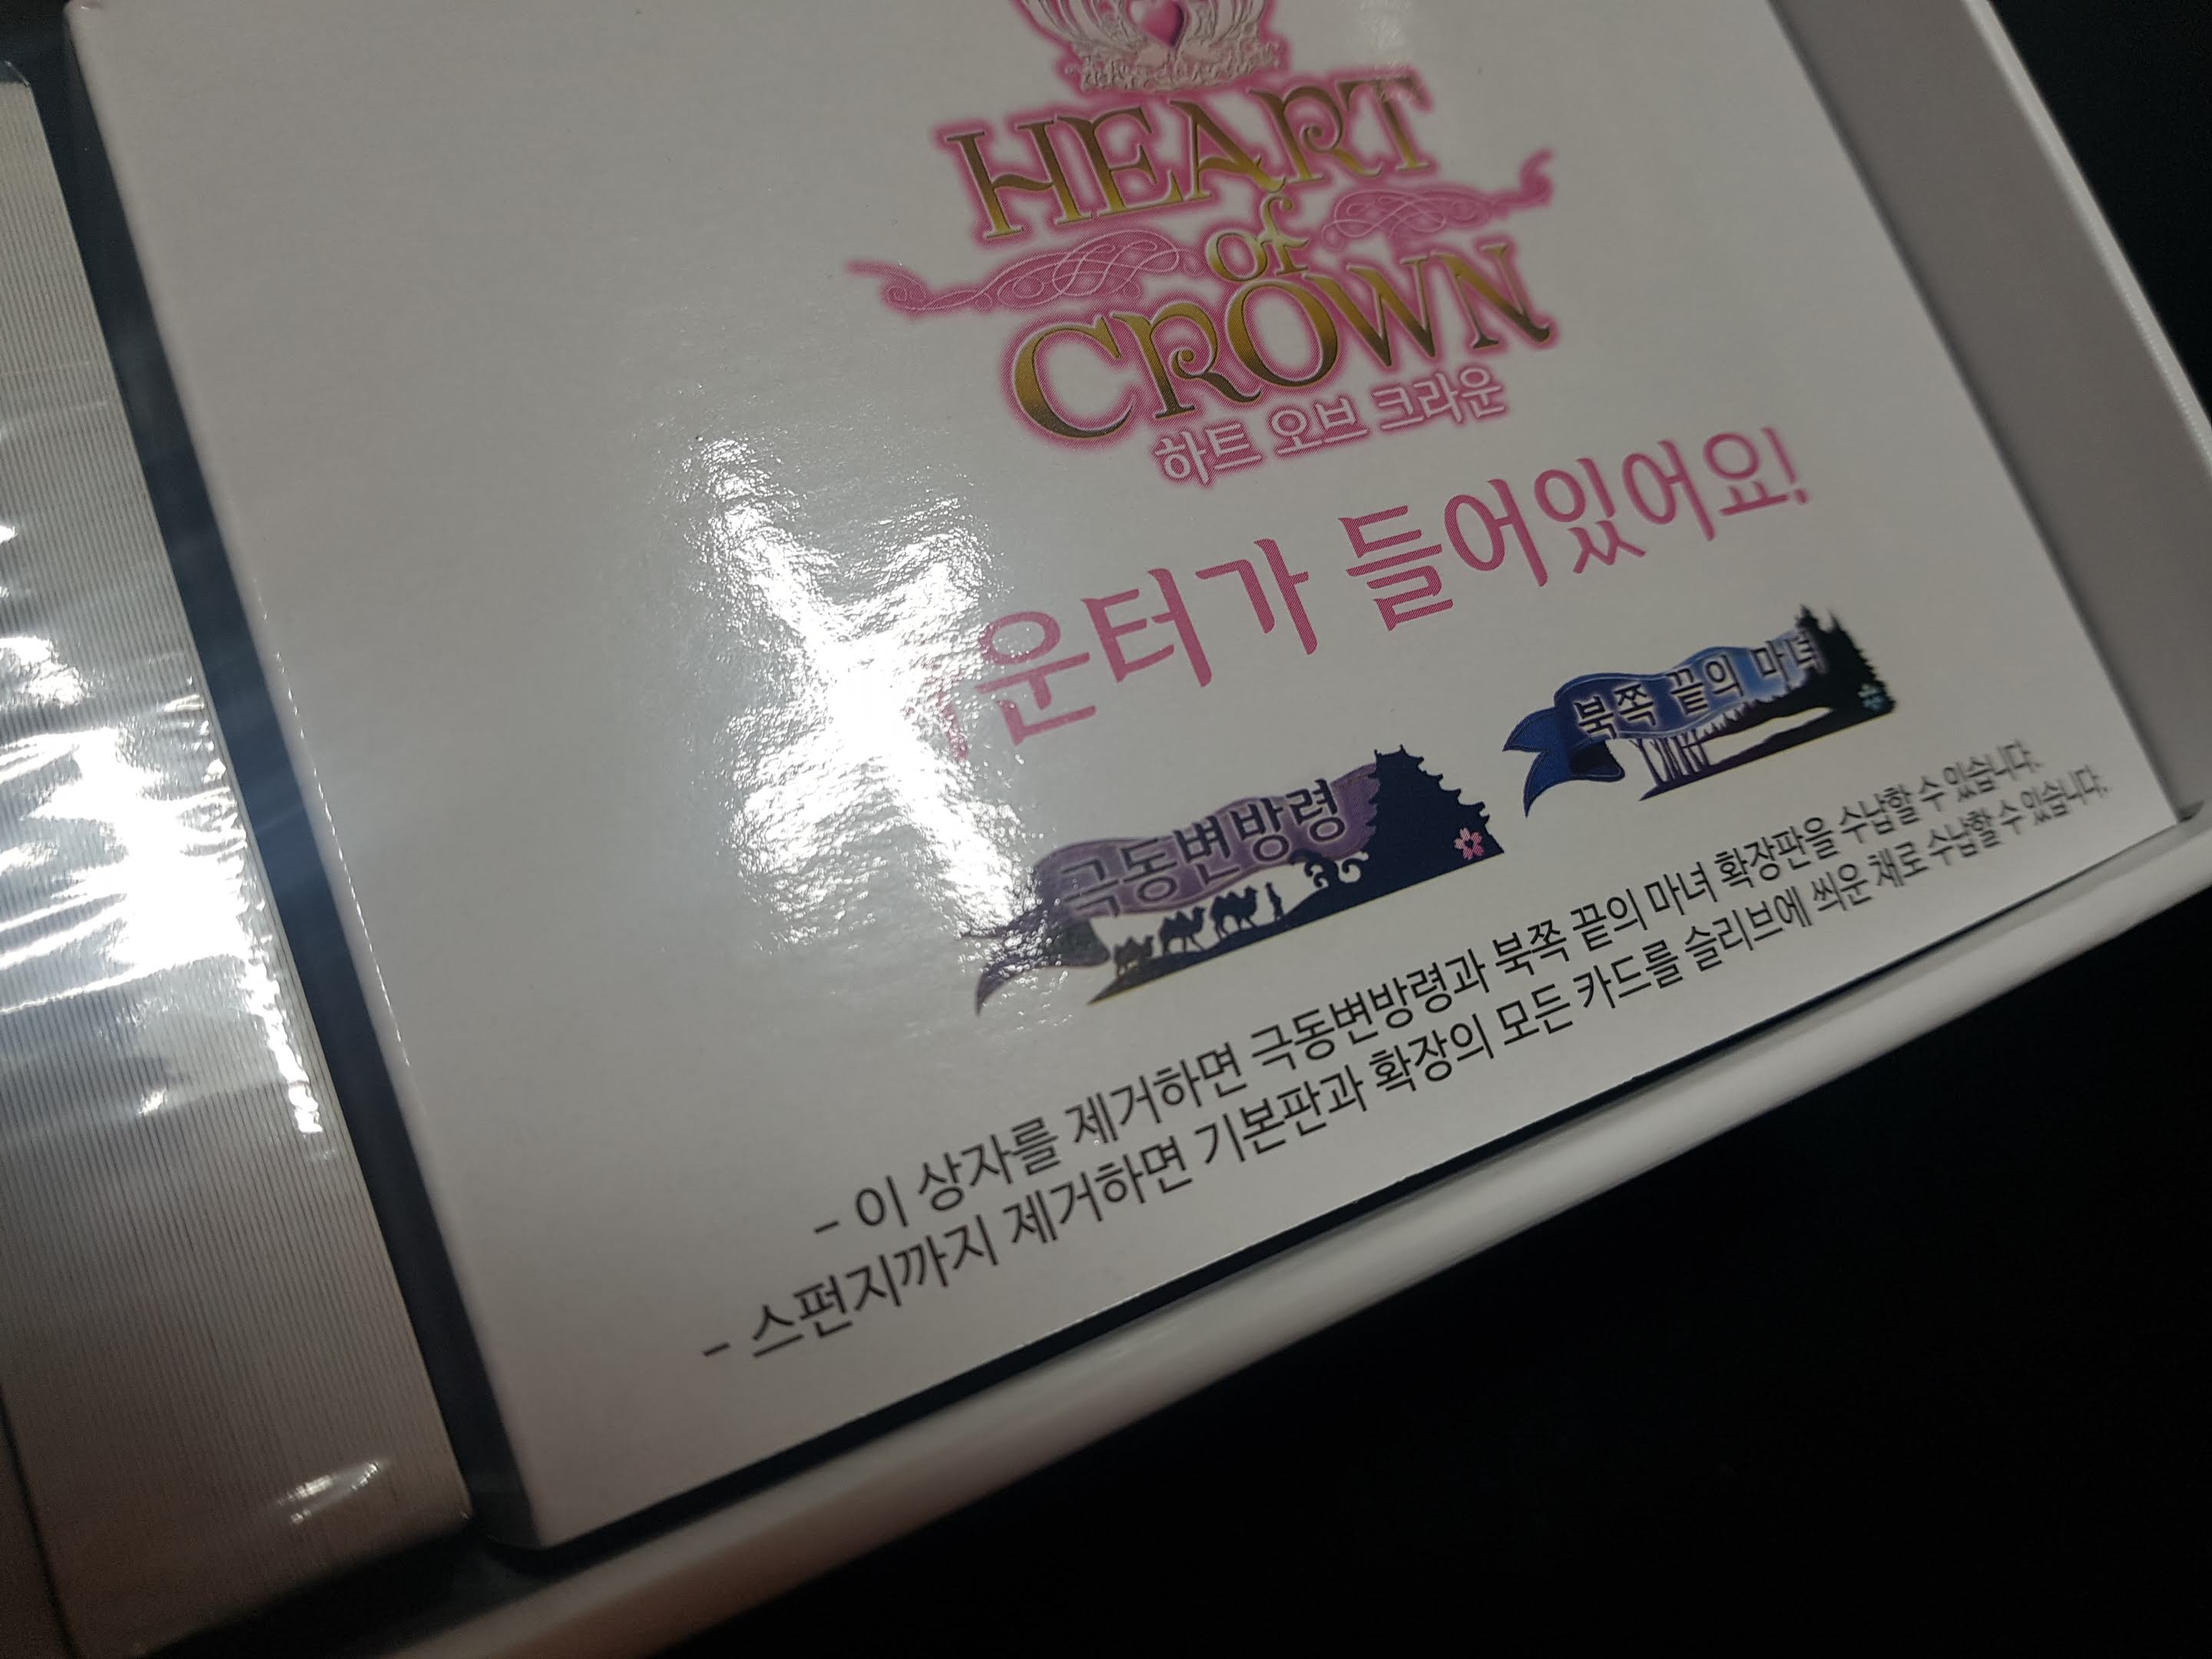 HEART
of
CROWN
하트 오브 크라운
운터가 들어있어요!
북쪽 끝의 마녀
극동변방령
- 이 상자를 제거하면 극동변방령과 북쪽 끝의 마녀 확장판을 수납할 수 있습니다.
- 스펀지까지 제거하면 기본판과 확장의 모든 카드를 슬리브에 씌운 채로 수납할 수 있습니다.